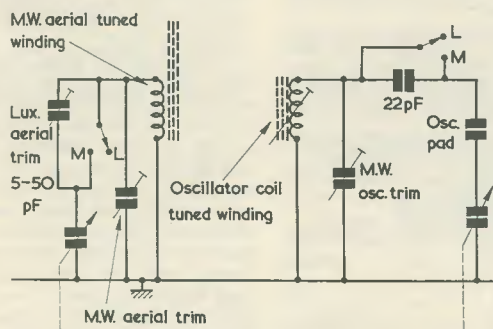 M.W. aerial tuned
winding
Lux.
aerial
trim
5-50
pF
M
L
M.W. aerial trim
Oscillator coil
tuned winding
L
M
22pF
Osc.
pad
M.W.
osc. trim